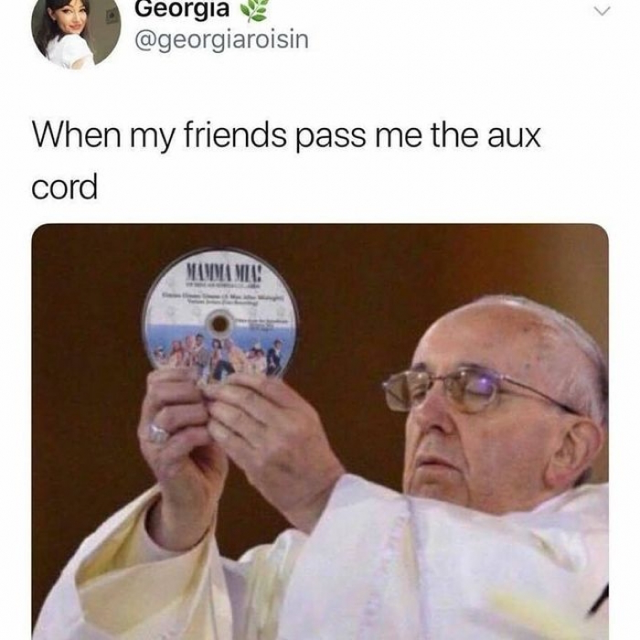 Georgia 🌿
@georgiaroisin
When my friends pass me the aux
cord
MAMMA MIA!